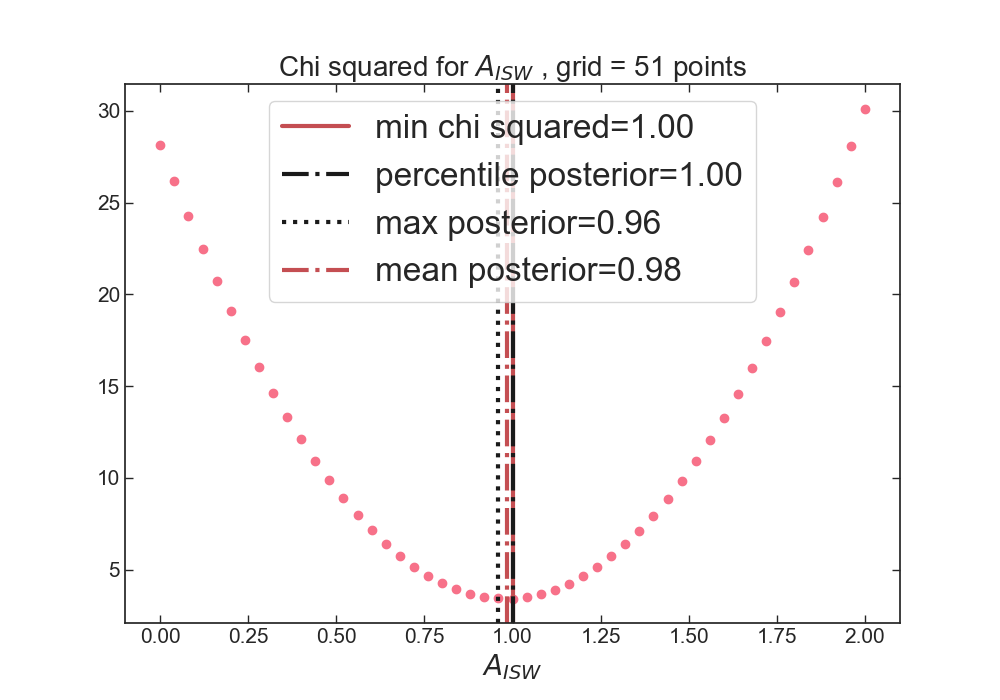 Chi squared for A_ISW , grid = 51 points
30
25
20
15
10
5
min chi squared=1.00
percentile posterior=1.00
max posterior=0.96
mean posterior=0.98
0.00 0.25 0.50 0.75 1.00 1.25 1.50 1.75 2.00
A_ISW